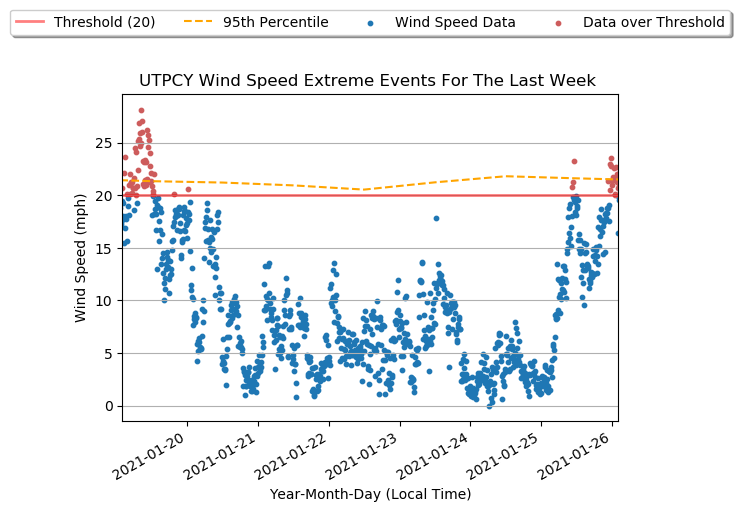 Threshold (20) 95th Percentile Wind Speed Data Data over Threshold
UTPCY Wind Speed Extreme Events For The Last Week
Wind Speed (mph)
25
20
15
10
5
0
2021-01-20 2021-01-21 2021-01-22 2021-01-23 2021-01-24 2021-01-25 2021-01-26
Year-Month-Day (Local Time)